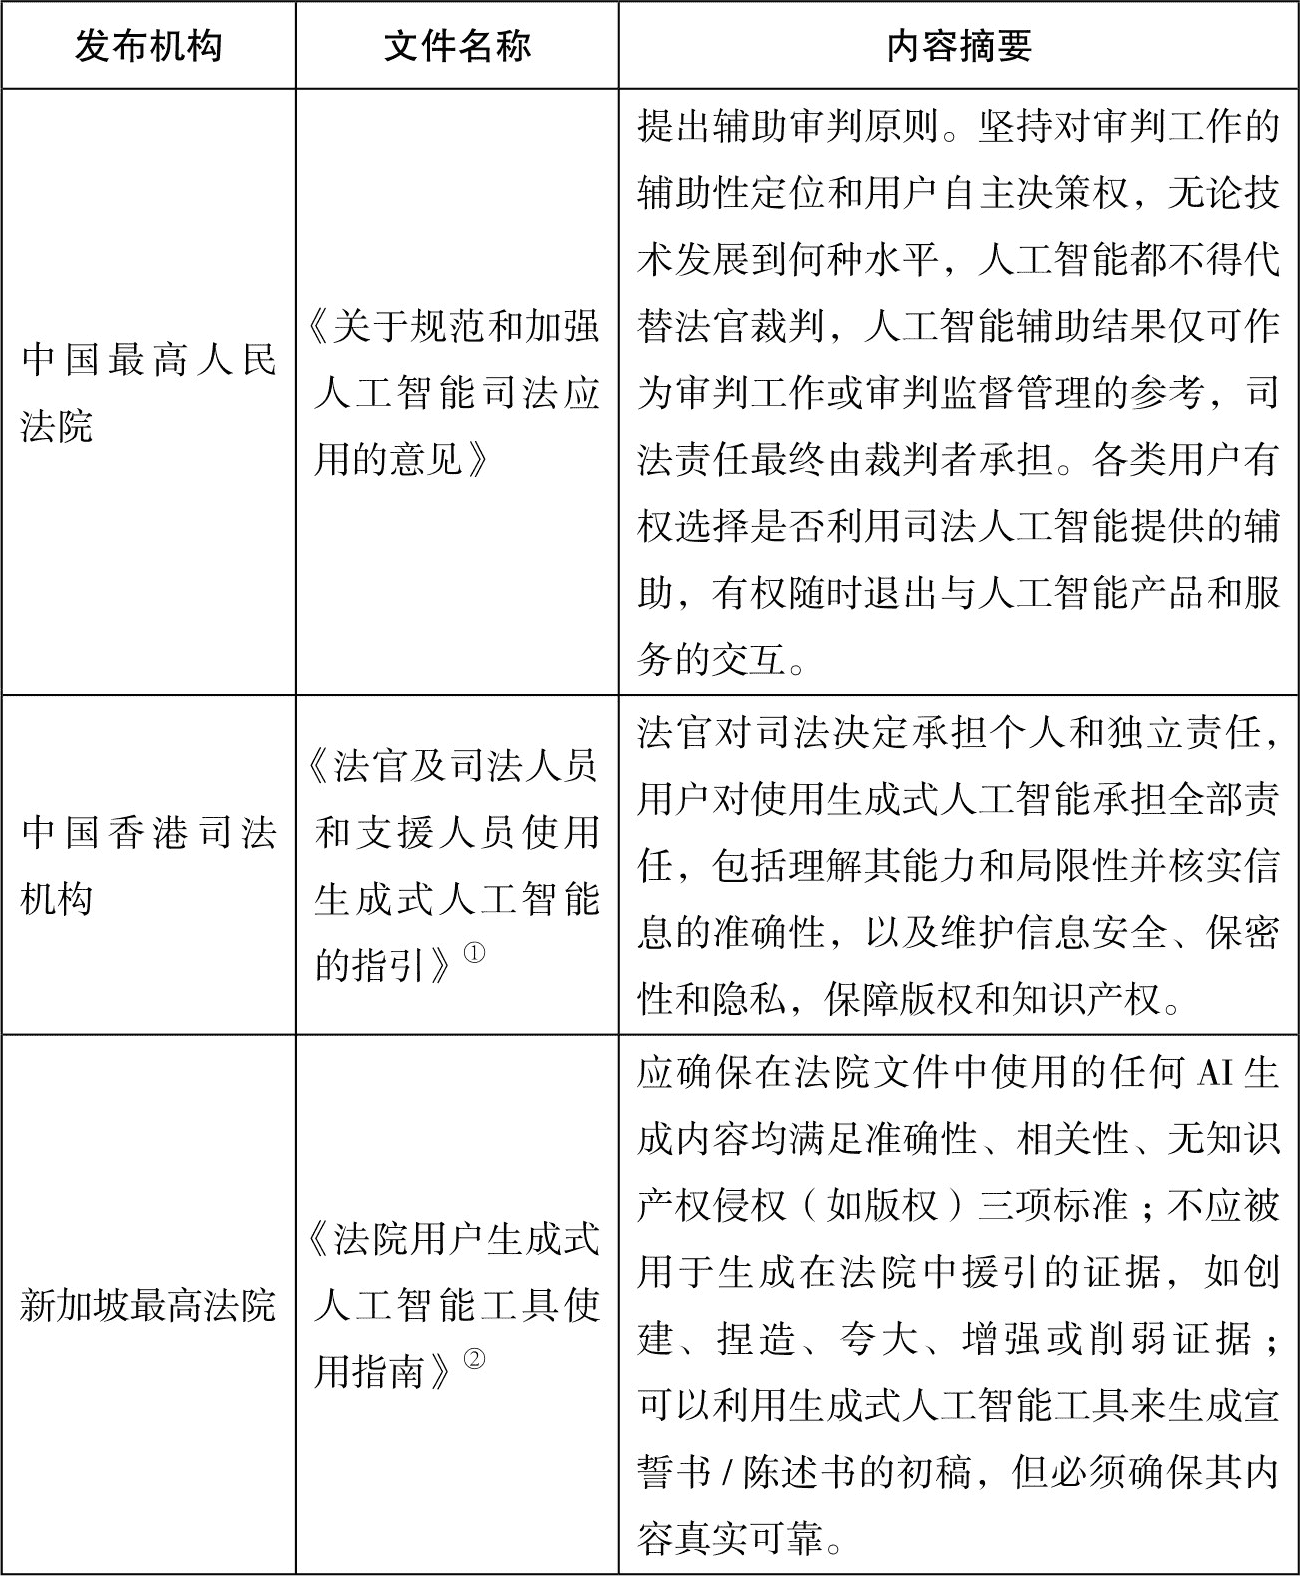 发布机构
文件名称
内容摘要
中国最高人民
法院
《关于规范和加强
人工智能司法应
用的意见》
提出辅助审判原则。坚持对审判工作的
辅助性定位和用户自主决策权，无论技
术发展到何种水平，人工智能都不得代
替法官裁判，人工智能辅助结果仅可作
为审判工作或审判监督管理的参考，司
法责任最终由裁判者承担。各类用户有
权选择是否利用司法人工智能提供的辅
助，有权随时退出与人工智能产品和服
务的交互。
中国香港司法
机构
《法官及司法人员
和支援人员使用
生成式人工智能
的指引》①
法官对司法决定承担个人和独立责任，
用户对使用生成式人工智能承担全部责
任，包括理解其能力和局限性并核实信
息的准确性，以及维护信息安全、保密
性和隐私，保障版权和知识产权。
新加坡最高法院
《法院用户生成式
人工智能工具使
用指南》②
应确保在法院文件中使用的任何 AI 生
成内容均满足准确性、相关性、无知识
产权侵权（如版权）三项标准；不应被
用于生成在法院中援引的证据，如创
建、捏造、夸大、增强或削弱证据；
可以利用生成式人工智能工具来生成宣
誓书 / 陈述书的初稿，但必须确保其内
容真实可靠。